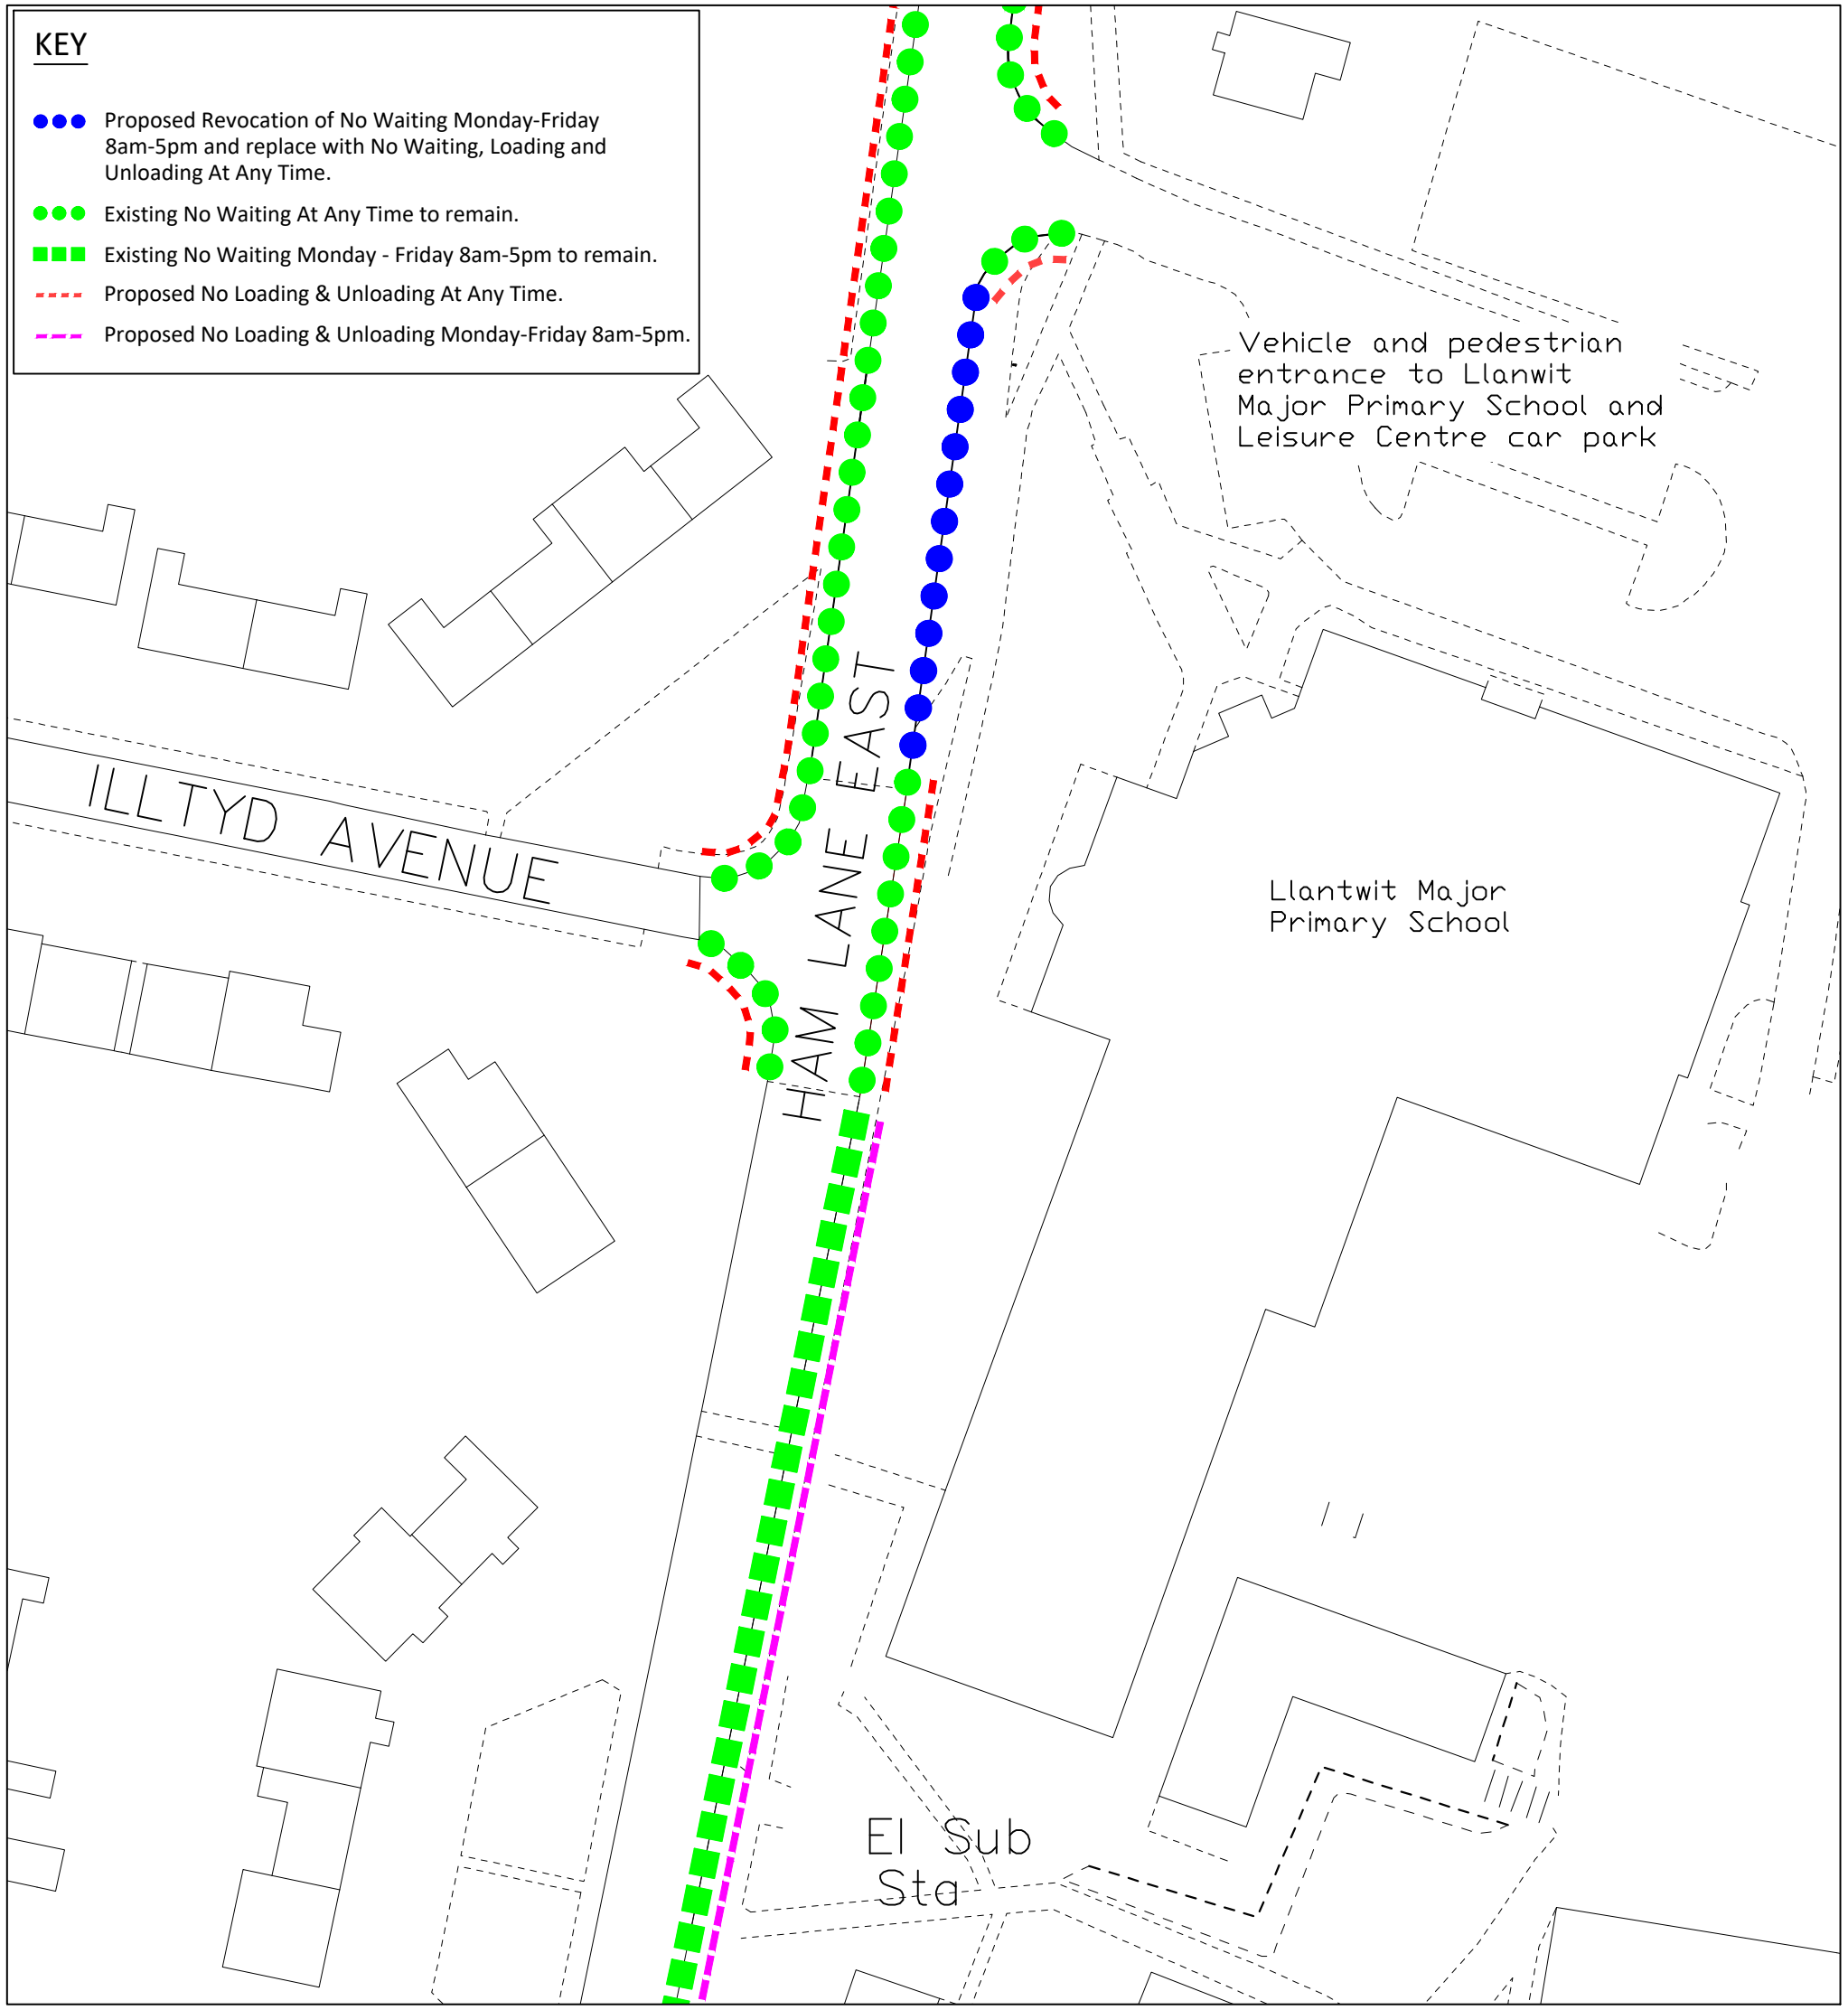 KEY
Proposed Revocation of No Waiting Monday-Friday
8am-5pm and replace with No Waiting, Loading and
Unloading At Any Time.
Existing No Waiting At Any Time to remain.
Existing No Waiting Monday - Friday 8am-5pm to remain.
Proposed No Loading & Unloading At Any Time.
Proposed No Loading & Unloading Monday-Friday 8am-5pm.
Vehicle and pedestrian
entrance to Llanwit
Major Primary School and
Leisure Centre car park
ILLTYD AVENUE
HAM LANE EAST
Llantwit Major
Primary School
El Sub
Sta